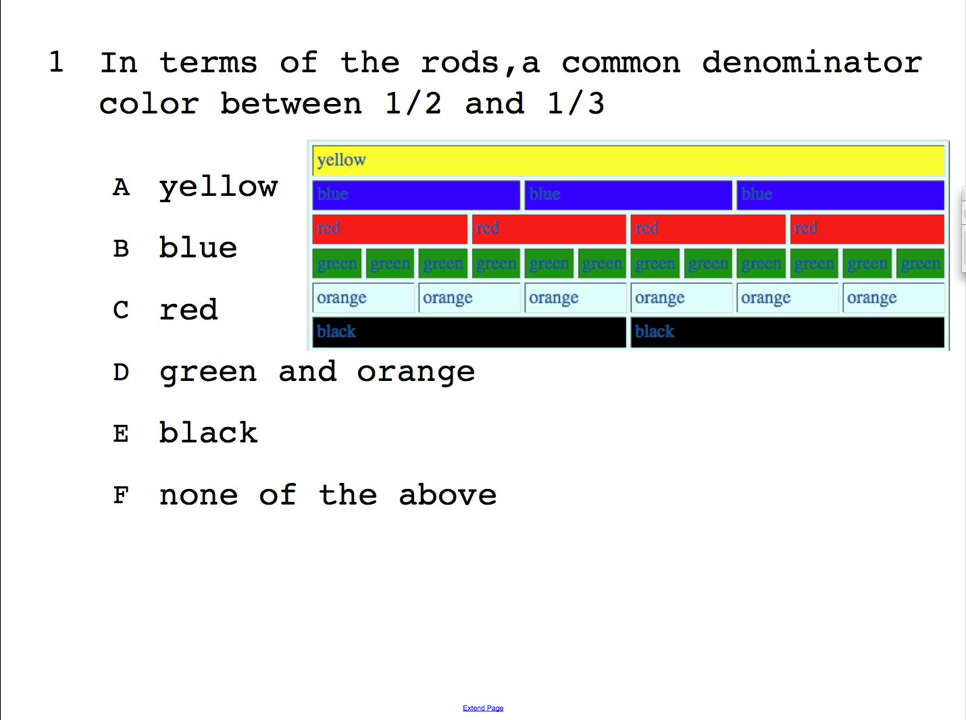 1 In terms of the rods,a common denominator
color between 1/2 and 1/3
A yellow
B blue
C red
D green and orange
E black
F none of the above
yellow
blue blue blue
red red red red
green green green green green green green green green green green green
orange orange orange orange orange orange
black black
Extend Page